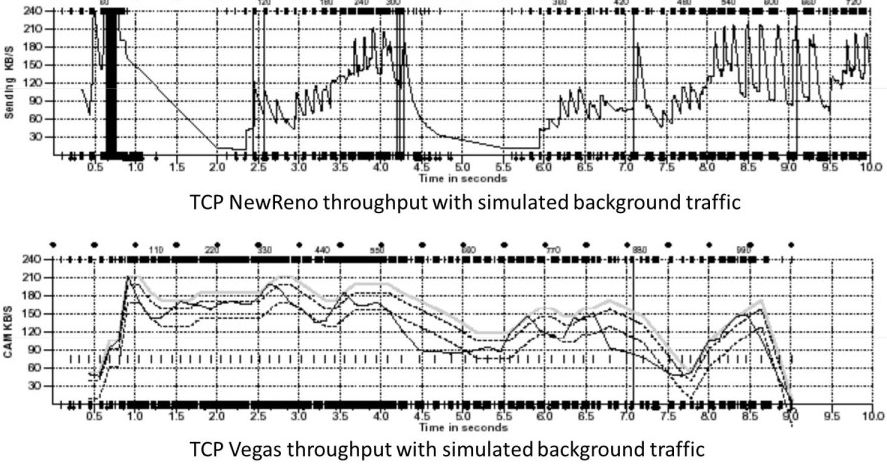 60 120 180 240 300 360 420 480 540 600 660 720
240
210
180
150
120
90
60
30
Sending KB/S
0.5 1.0 1.5 2.0 2.5 3.0 3.5 4.0 4.5 5.0 5.5 6.0 6.5 7.0 7.5 8.0 8.5 9.0 9.5 10.0
Time in seconds
TCP NewReno throughput with simulated background traffic
110 220 330 440 550 660 770 880 990
240
210
180
150
120
90
60
30
CAM KB/S
0.5 1.0 1.5 2.0 2.5 3.0 3.5 4.0 4.5 5.0 5.5 6.0 6.5 7.0 7.5 8.0 8.5 9.0 9.5 10.0
Time in seconds
TCP Vegas throughput with simulated background traffic